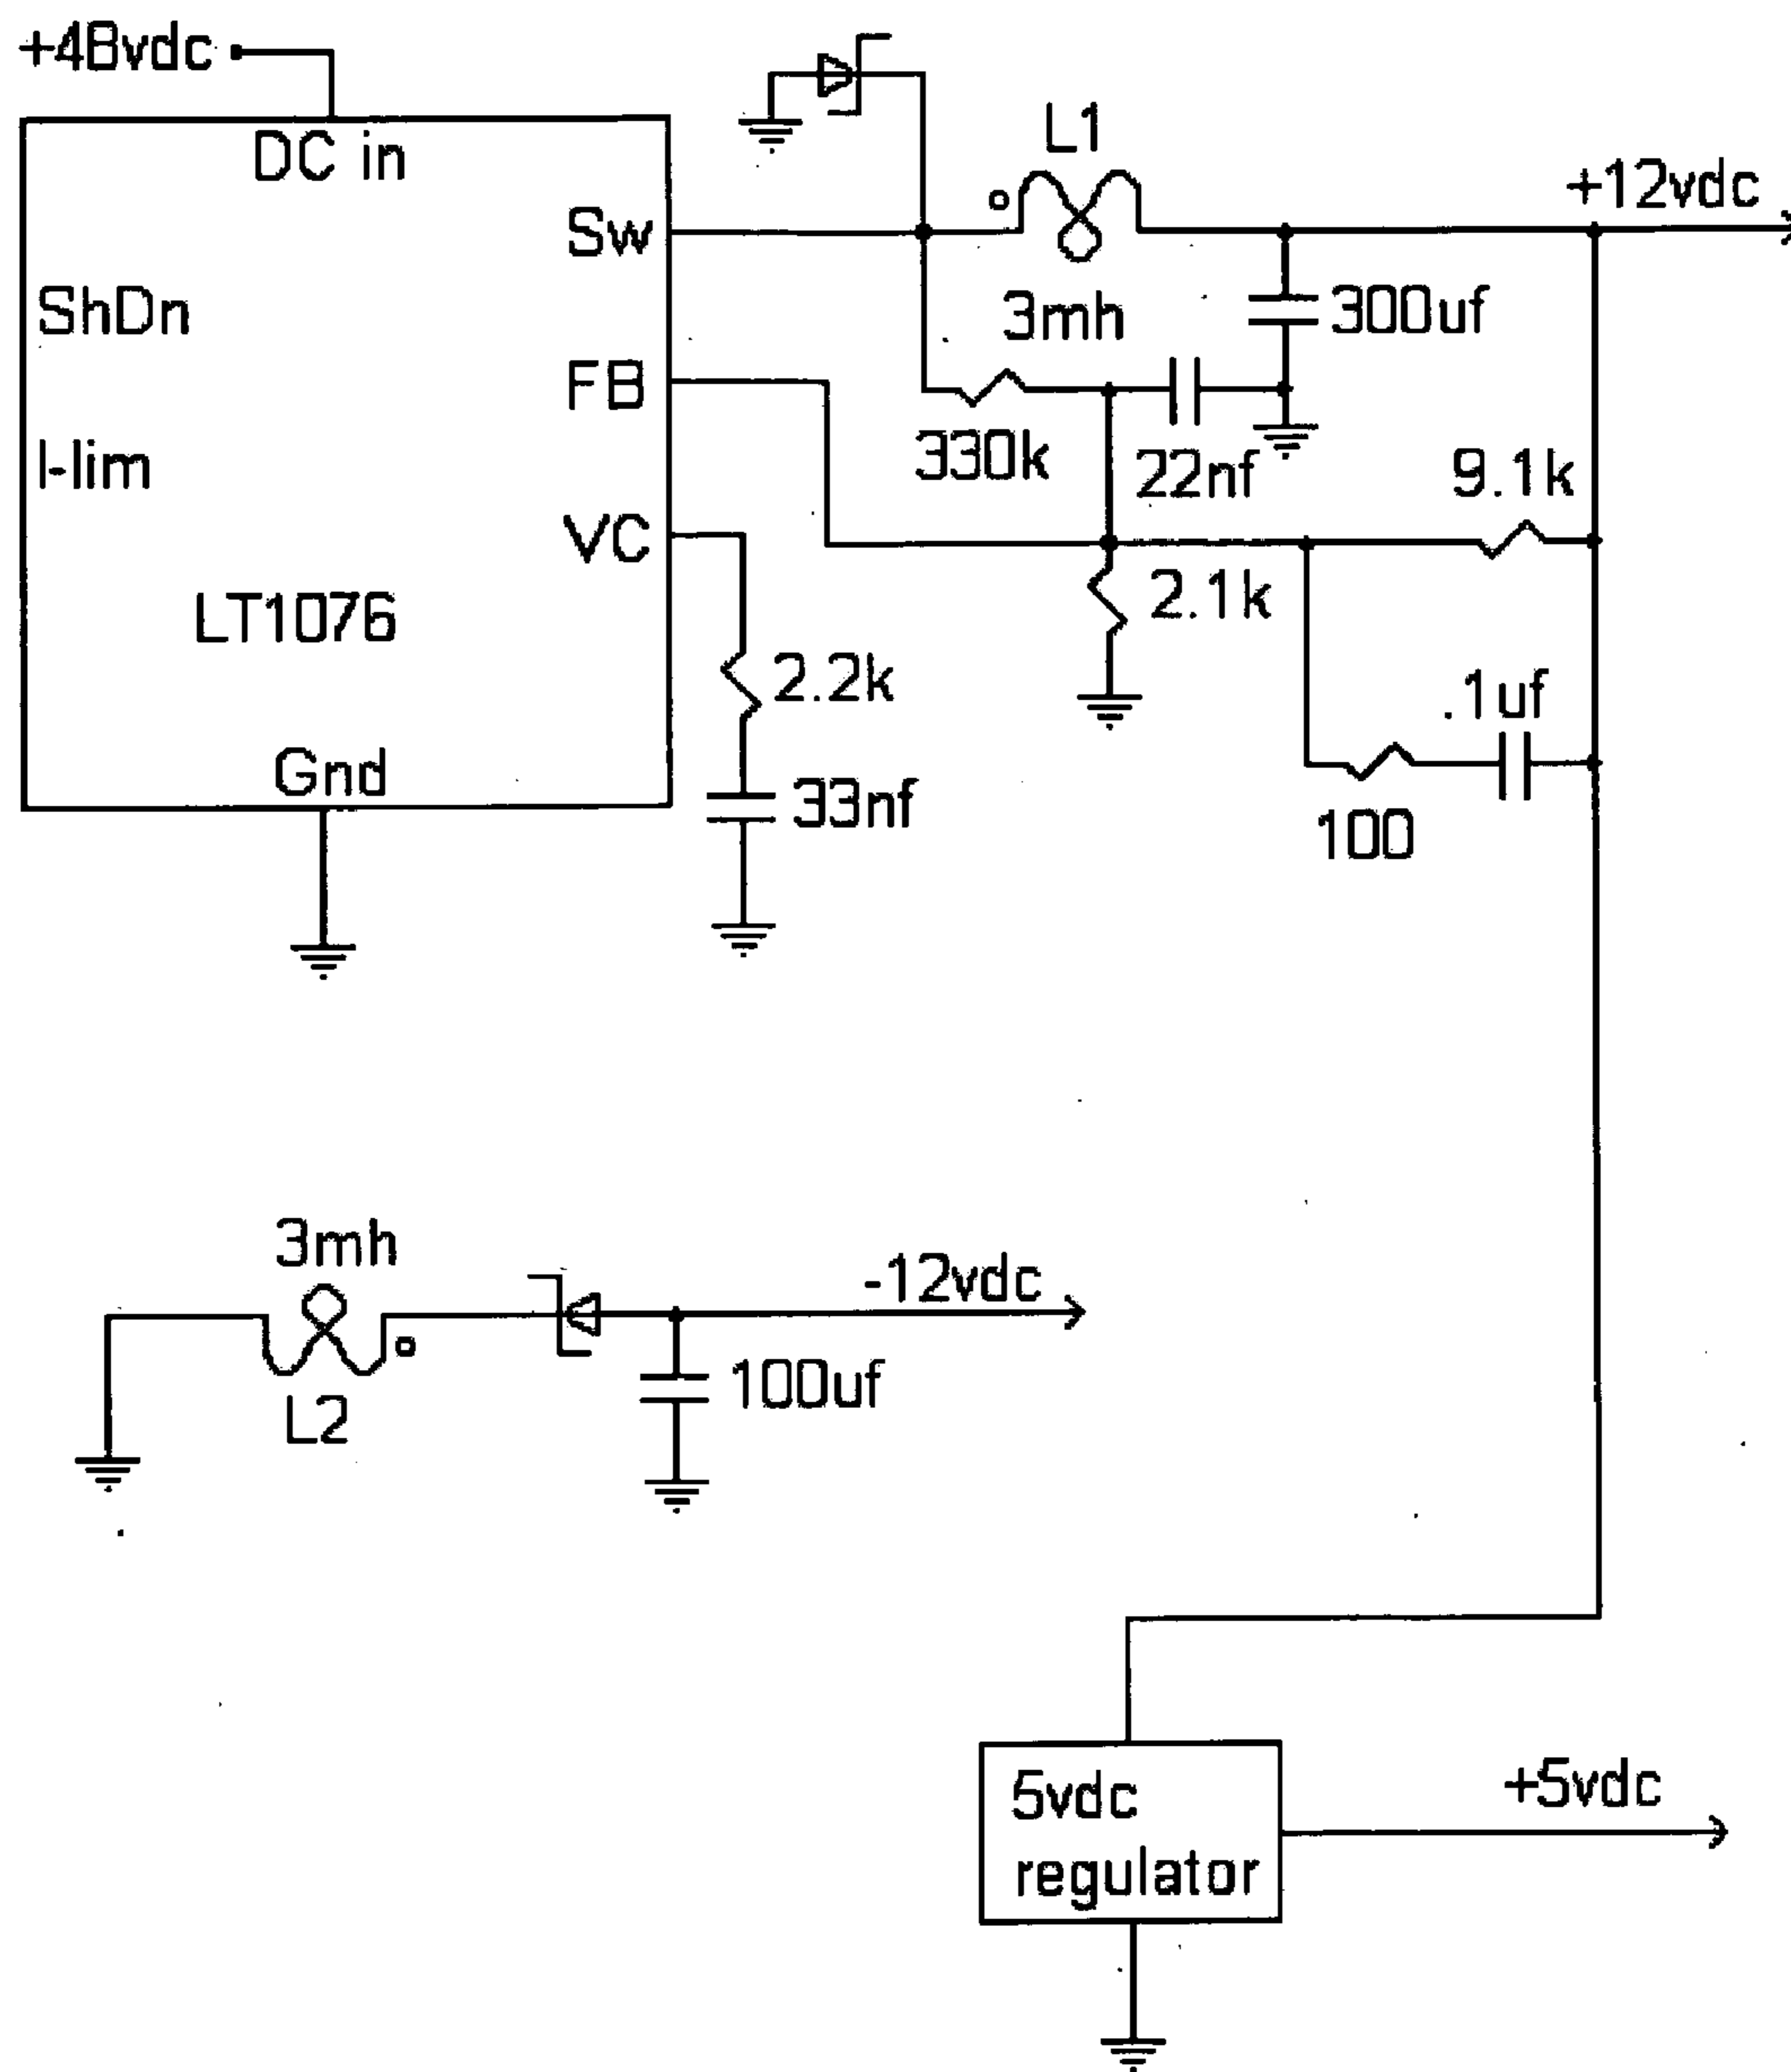 +48vdc
DC in
L1
+12vdc
Sw
ShDn
3mh
300uf
FB
I-lim
330k
22nf
9.1k
VC
LT1076
2.1k
2.2k
.1uf
Gnd
33nf
100
3mh
-12vdc
L2
100uf
5vdc
regulator
+5vdc